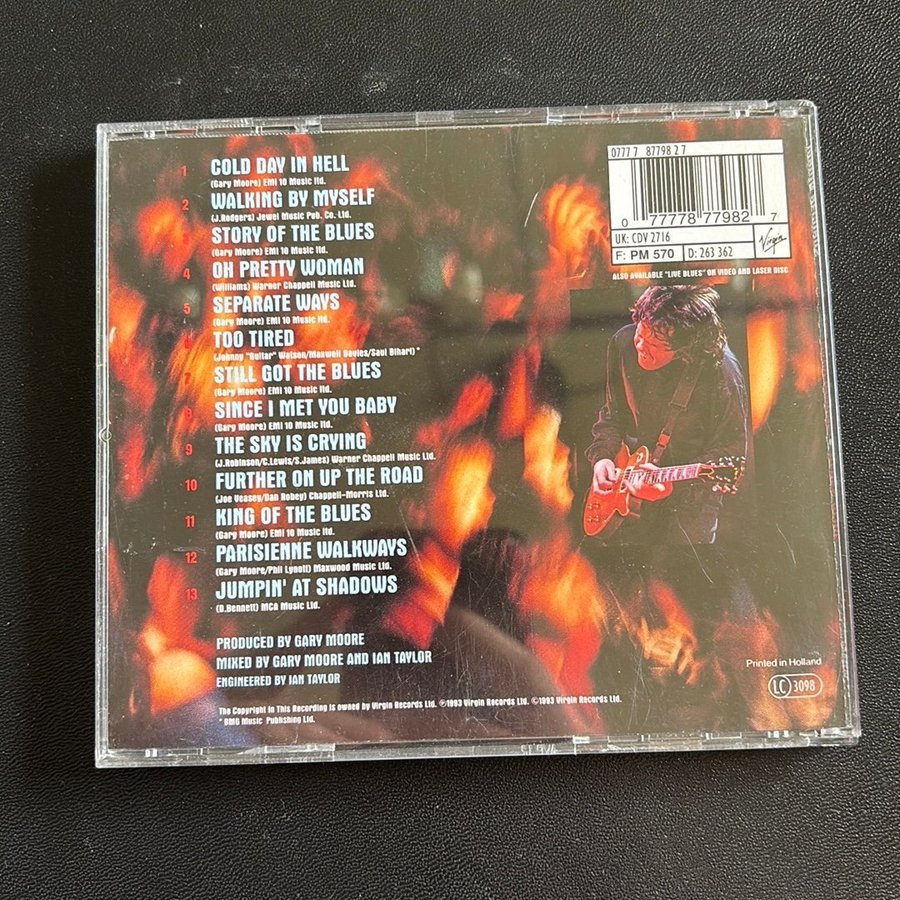 0777 7 87798 2 7
0 77778 77982 7
UK: CDV 2716
F: PM 570 D: 263 362
Virgin
ALSO AVAILABLE "LIVE BLUES" ON VIDEO AND LASER DISC
1 COLD DAY IN HELL
(Gary Moore) EMI 10 Music ltd.
2 WALKING BY MYSELF
(J.Rodgers) Jewel Music Pub. Co. Ltd.
3 STORY OF THE BLUES
(Gary Moore) EMI 10 Music ltd.
4 OH PRETTY WOMAN
(Williams) Warner Chappell Music Ltd.
5 SEPARATE WAYS
(Gary Moore) EMI 10 Music ltd.
6 TOO TIRED
(Johnny "Guitar" Watson/Maxwell Davies/Saul Bihari) *
7 STILL GOT THE BLUES
(Gary Moore) EMI 10 Music ltd.
8 SINCE I MET YOU BABY
(Gary Moore) EMI 10 Music ltd.
9 THE SKY IS CRYING
(J.Robinson/C.Lewis/S.James) Warner Chappell Music Ltd.
10 FURTHER ON UP THE ROAD
(Joe Veasey/Dan Robey) Chappell-Morris Ltd.
11 KING OF THE BLUES
(Gary Moore) EMI 10 Music ltd.
12 PARISIENNE WALKWAYS
(Gary Moore/Phil Lynott) Maxwood Music Ltd.
13 JUMPIN' AT SHADOWS
(D.Bennett) MCA Music Ltd.
PRODUCED BY GARY MOORE
MIXED BY GARY MOORE AND IAN TAYLOR
ENGINEERED BY IAN TAYLOR
The Copyright in This Recording is owned by Virgin Records Ltd. ℗1993 Virgin Records Ltd. ©1993 Virgin Records Ltd.
* BMG Music Publishing Ltd.
Printed in Holland
LC 3098